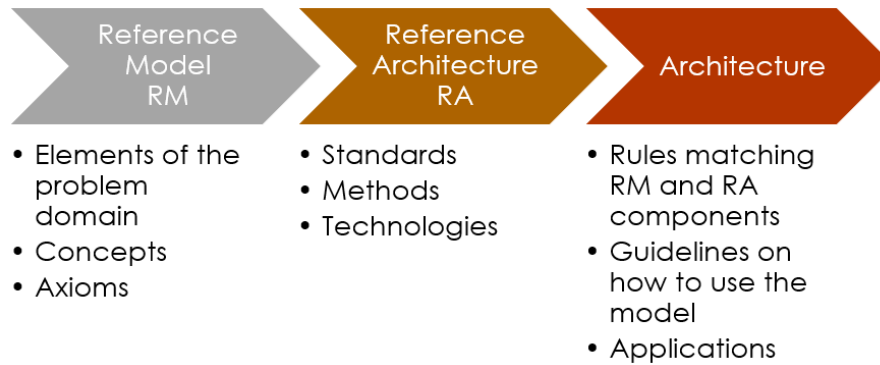 Reference
Model
RM
• Elements of the
problem
domain
• Concepts
• Axioms
Reference
Architecture
RA
• Standards
• Methods
• Technologies
Architecture
• Rules matching
RM and RA
components
• Guidelines on
how to use the
model
• Applications